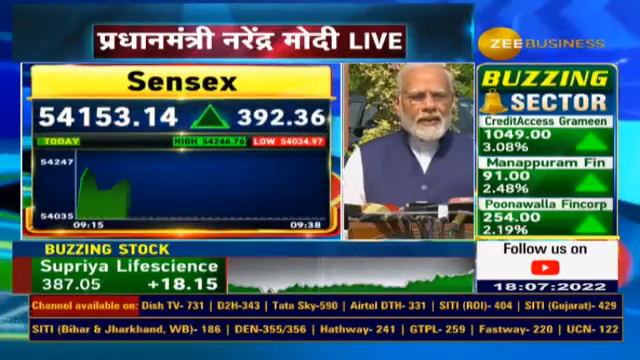 प्रधानमंत्री नरेंद्र मोदी LIVE
ZEE BUSINESS
Sensex
54153.14 392.36
TODAY HIGH 54246.76 LOW 54034.97
54247
54035
09:15 09:38
BUZZING SECTOR
CreditAccess Grameen
1049.00
3.08%
Manappuram Fin
91.00
2.48%
Poonawalla Fincorp
254.00
2.19%
BUZZING STOCK
Supriya Lifescience
387.05 +18.15
Follow us on
18:07:2022
Channel available on: Dish TV- 731 | D2H-343 | Tata Sky-590 | Airtel DTH- 331 | SITI (ROI)- 404 | SITI (Gujarat)- 429
SITI (Bihar & Jharkhand, WB)- 186 | DEN-355/356 | Hathway- 241 | GTPL- 259 | Fastway- 220 | UCN- 122